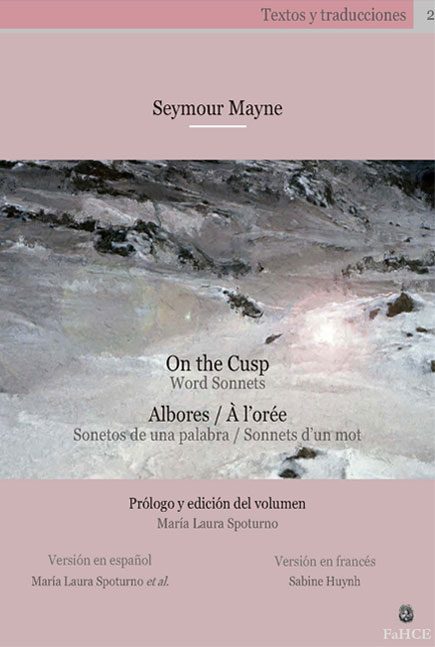 Textos y traducciones 2
Seymour Mayne
On the Cusp
Word Sonnets
Albores / À l'orée
Sonetos de una palabra / Sonnets d'un mot
Prólogo y edición del volumen
María Laura Spoturno
Versión en español
María Laura Spoturno et al.
Versión en francés
Sabine Huynh
FaHCE